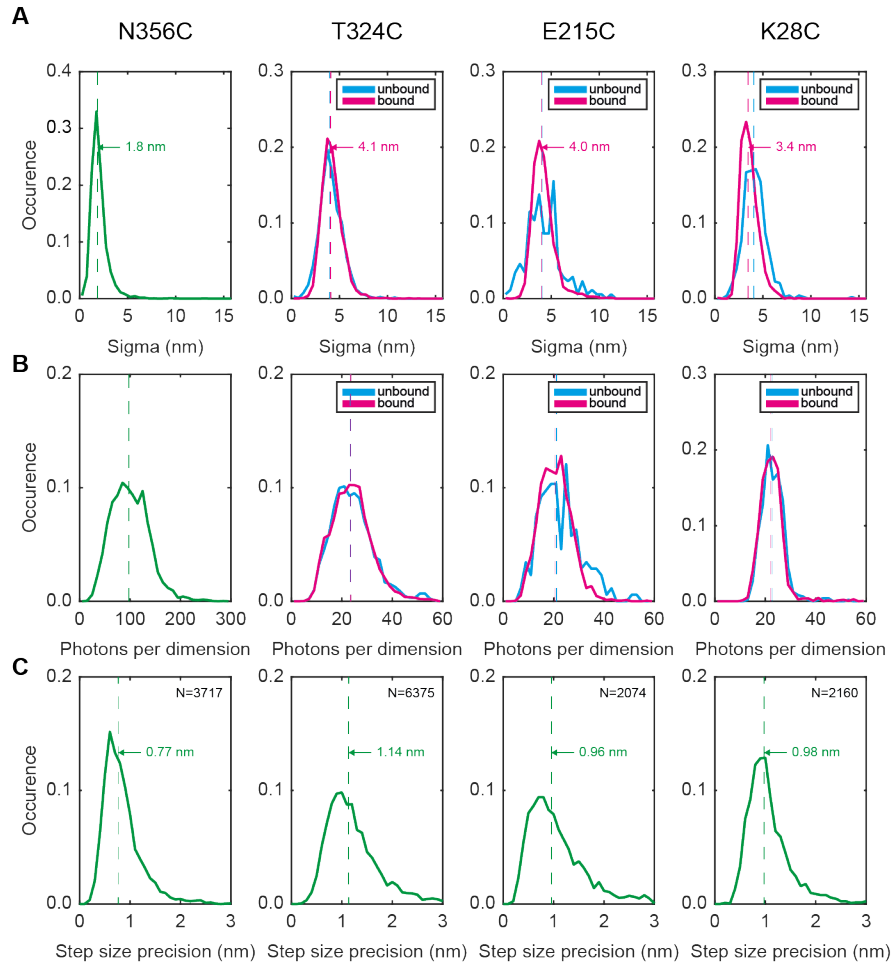 A
N356C T324C E215C K28C
0.4 0.3 0.3 0.3
unbound unbound unbound
bound bound bound
0.3
0.2 0.2 0.2
1.8 nm 4.1 nm 4.0 nm 3.4 nm
Occurence
0.2
0.1 0.1 0.1
0.1
0.0 0.0 0.0 0.0
0 5 10 15 0 5 10 15 0 5 10 15 0 5 10 15
Sigma (nm) Sigma (nm) Sigma (nm) Sigma (nm)
B
0.2 0.2 0.2 0.3
unbound unbound unbound
bound bound bound
0.2
Occurence
0.1 0.1 0.1
0.1
0.0 0.0 0.0 0.0
0 100 200 300 0 20 40 60 0 20 40 60 0 20 40 60
Photons per dimension Photons per dimension Photons per dimension Photons per dimension
C
0.2 0.2 0.2 0.2
N=3717 N=6375 N=2074 N=2160
0.77 nm 1.14 nm 0.96 nm 0.98 nm
Occurence
0.1 0.1 0.1 0.1
0.0 0.0 0.0 0.0
0 1 2 3 0 1 2 3 0 1 2 3 0 1 2 3
Step size precision (nm) Step size precision (nm) Step size precision (nm) Step size precision (nm)